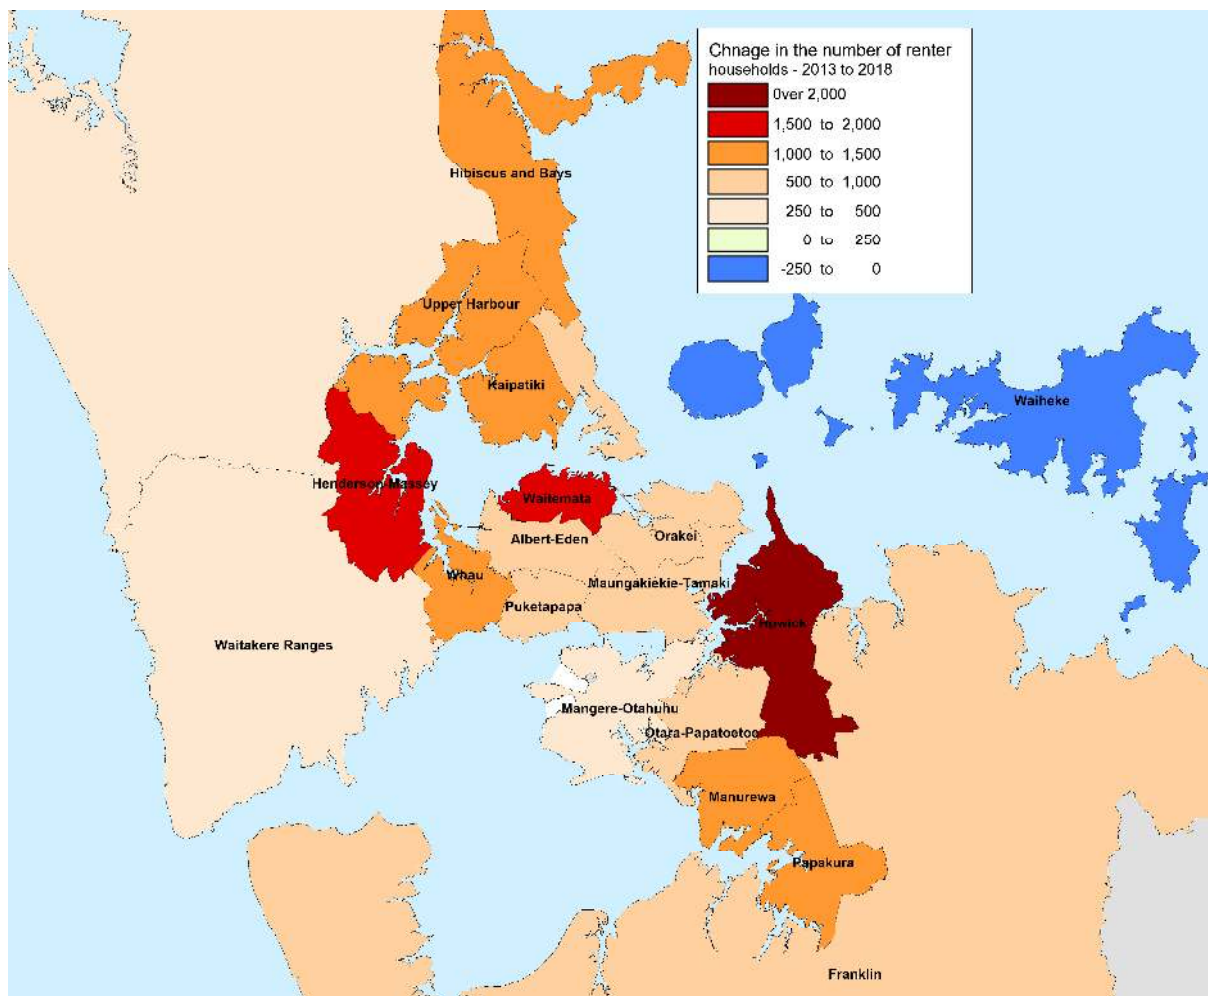 Chnage in the number of renter
households - 2013 to 2018
0ver 2,000
1,500 to 2,000
1,000 to 1,500
500 to 1,000
250 to 500
0 to 250
-250 to 0
Hibiscus and Bays
Upper Harbour
Kaipatiki
Waiheke
Henderson Massey
Waitemata
Albert-Eden
Orakei
Whau
Maungakiekie-Tamaki
Puketapapa
Howick
Waitakere Ranges
Mangere-Otahuhu
Otara-Papatoetoe
Manurewa
Papakura
Franklin